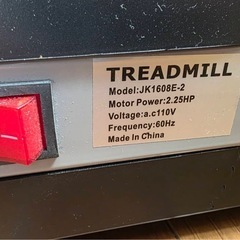 TREADMILL
Model:JK1608E-2
Motor Power:2.25HP
Voltage:a.c110V
Frequency:60Hz
Made In China